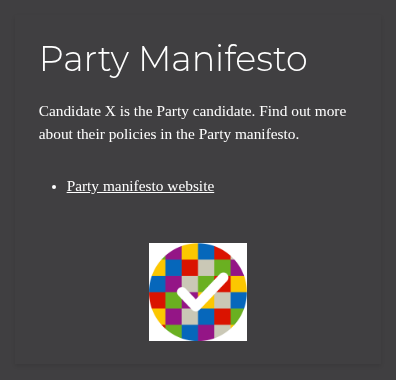 Party Manifesto
Candidate X is the Party candidate. Find out more
about their policies in the Party manifesto.
Party manifesto website